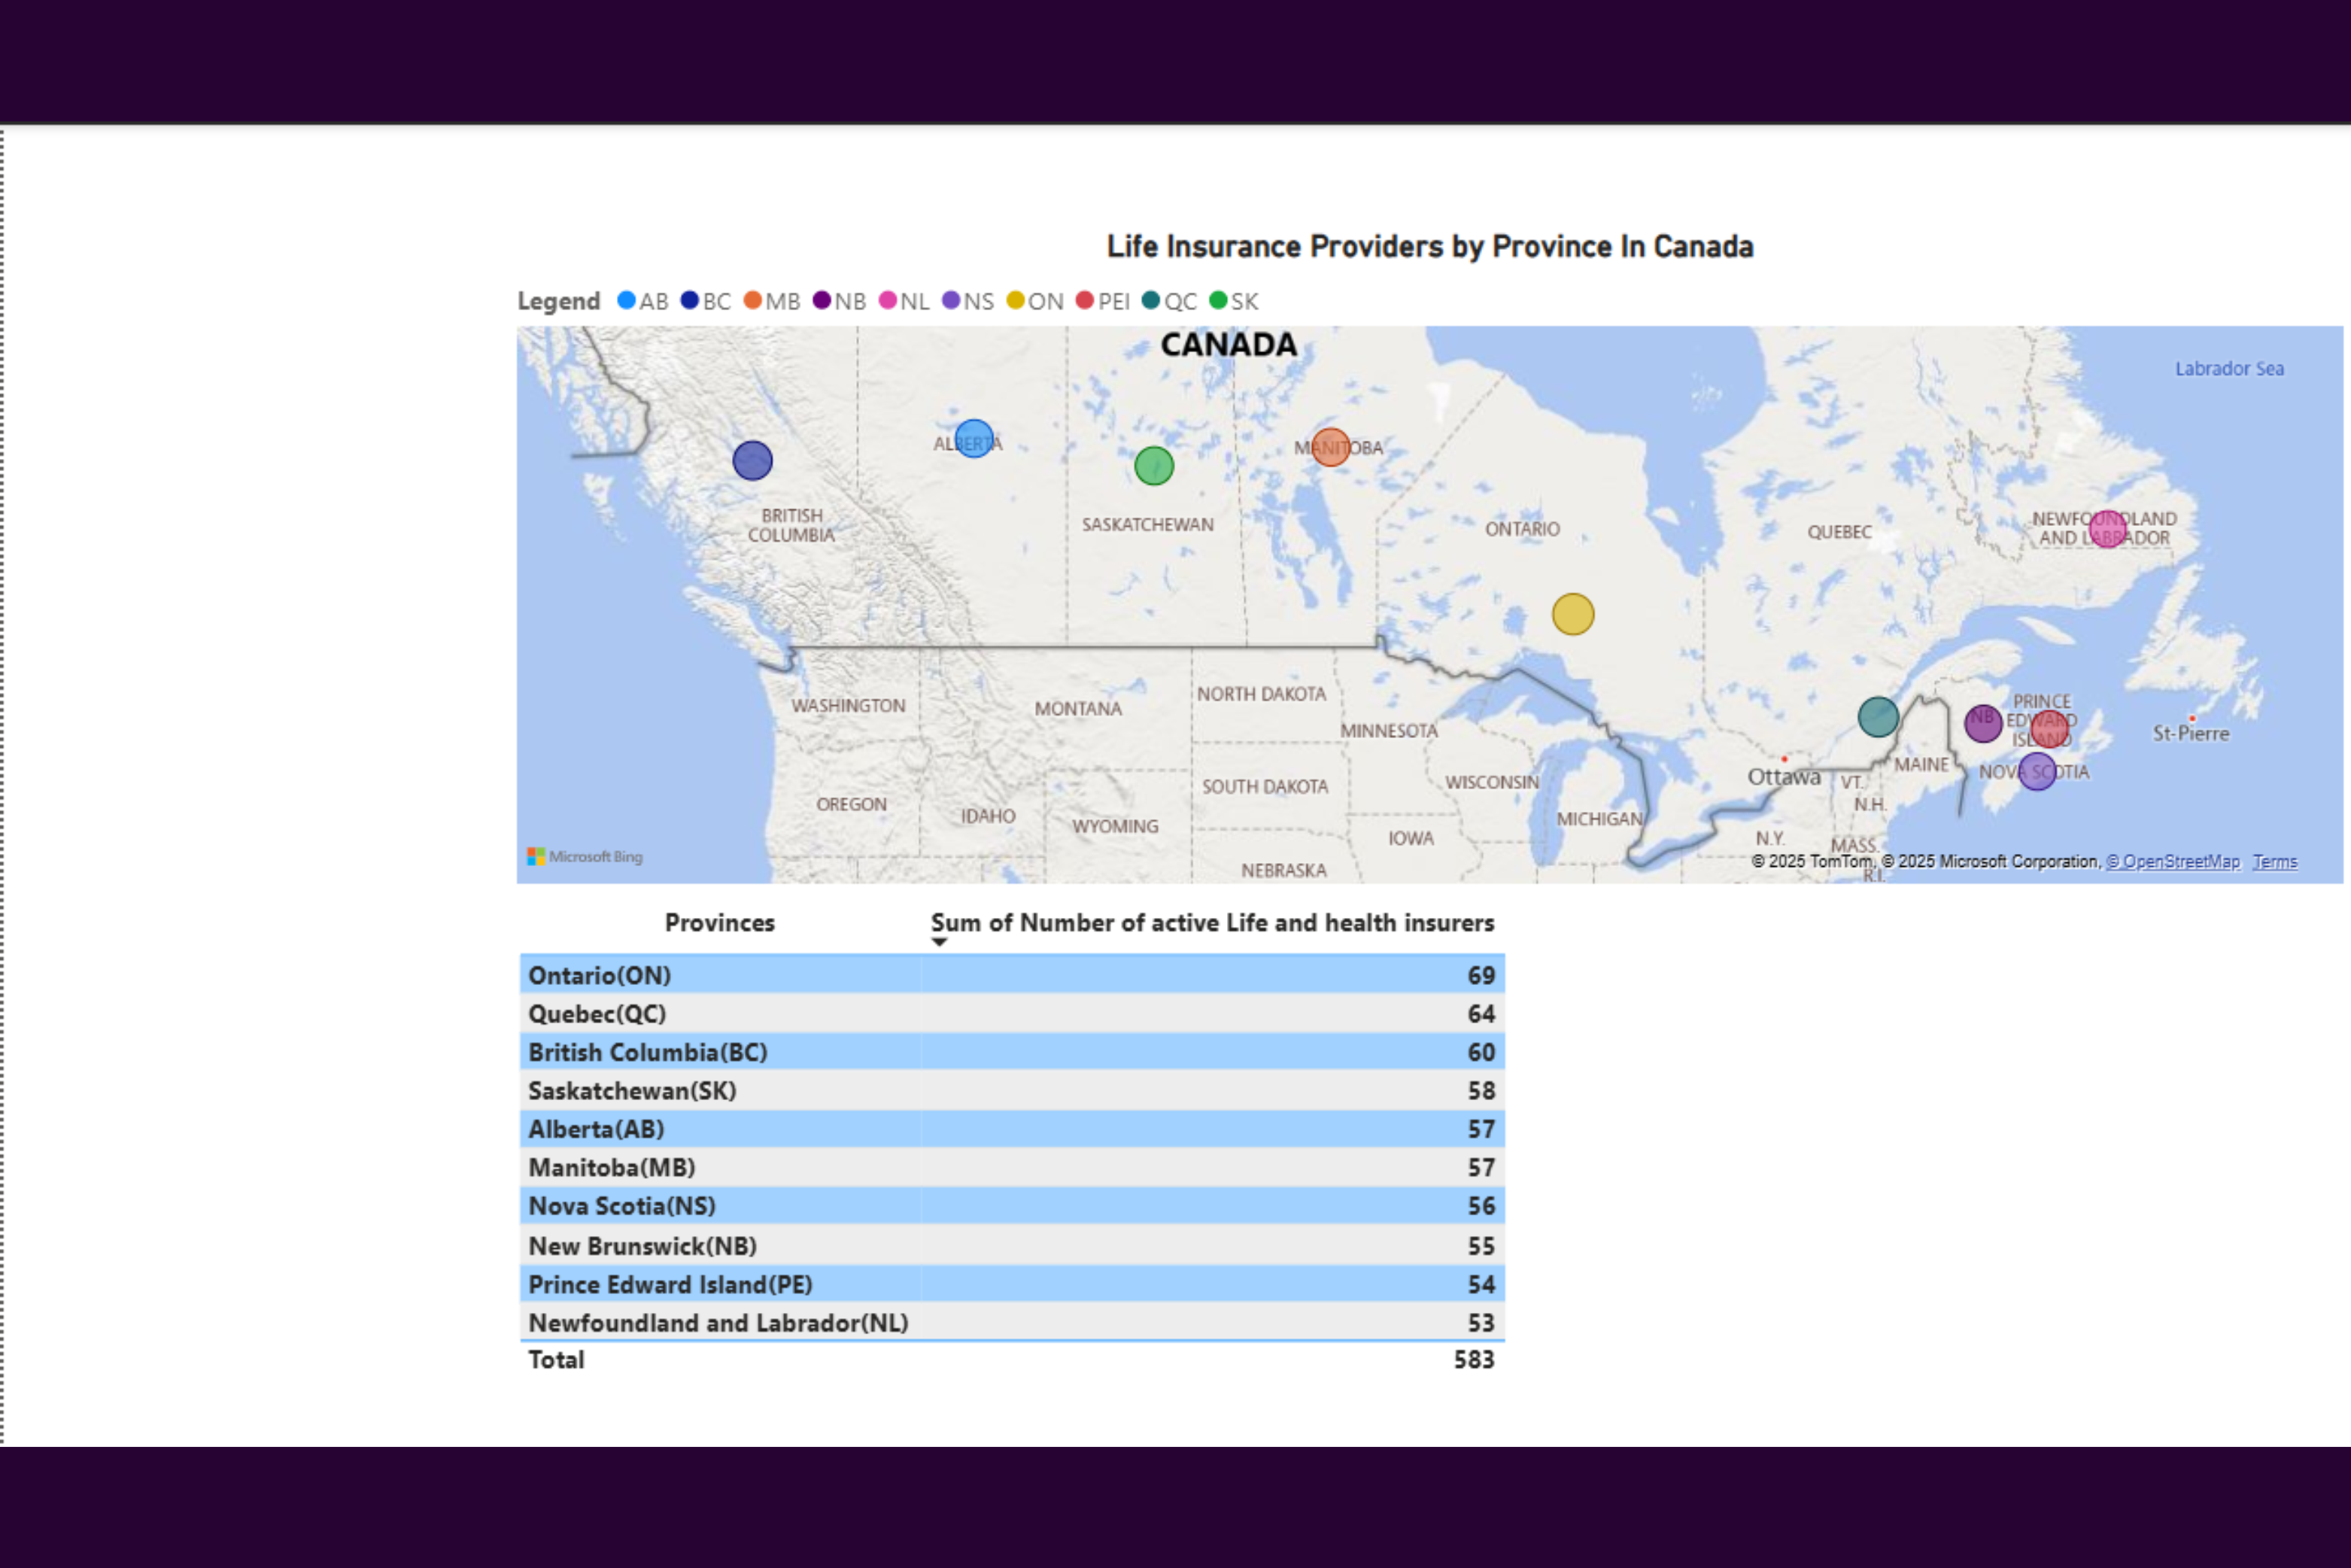 Life Insurance Providers by Province In Canada
Legend AB BC MB NB NL NS ON PEI QC SK
CANADA
Labrador Sea
ALBERTA
MANITOBA
BRITISH
COLUMBIA
SASKATCHEWAN
ONTARIO
QUEBEC
NEWFOUNDLAND
AND LABRADOR
WASHINGTON
MONTANA
NORTH DAKOTA
MINNESOTA
NB
PRINCE
EDWARD
ISLAND
St-Pierre
OREGON
IDAHO
WYOMING
SOUTH DAKOTA
WISCONSIN
MICHIGAN
Ottawa
VT.
MAINE
NOVA SCOTIA
N.H.
IOWA
N.Y.
MASS.
R.I.
NEBRASKA
Microsoft Bing
© 2025 TomTom, © 2025 Microsoft Corporation, © OpenStreetMap Terms
Provinces Sum of Number of active Life and health insurers
Ontario(ON) 69
Quebec(QC) 64
British Columbia(BC) 60
Saskatchewan(SK) 58
Alberta(AB) 57
Manitoba(MB) 57
Nova Scotia(NS) 56
New Brunswick(NB) 55
Prince Edward Island(PE) 54
Newfoundland and Labrador(NL) 53
Total 583